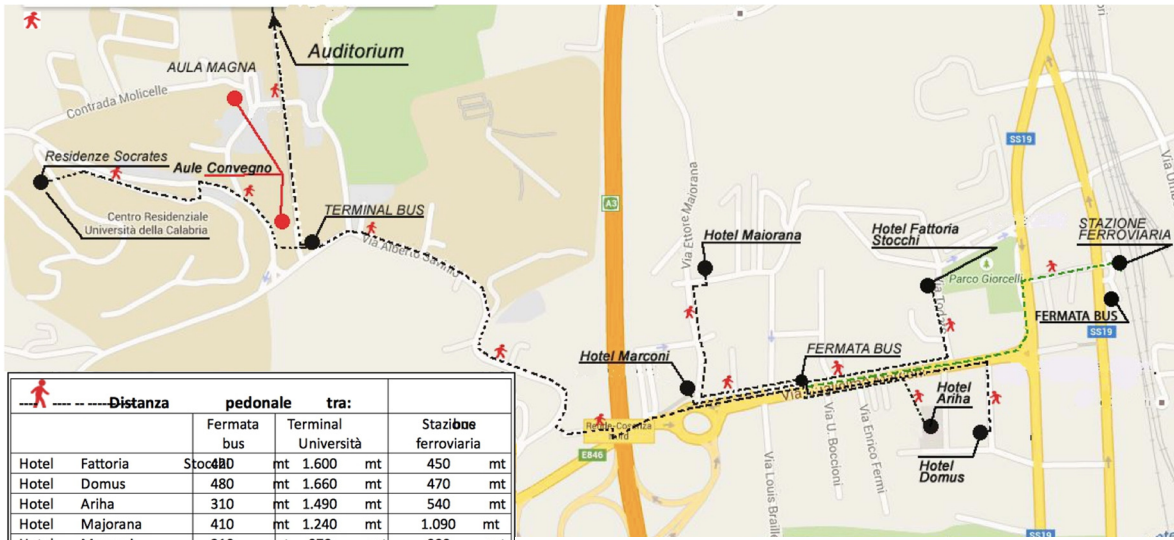 Auditorium
AULA MAGNA
Contrada Molicelle
Residenze Socrates
Aule Convegno
Centro Residenziale
Università della Calabria
TERMINAL BUS
Via Alberto Savinio
A3
Via Ettore Maiorana
Hotel Maiorana
Hotel Fattoria
Stocchi
SS19
STAZIONE
FERROVIARIA
Parco Giorcelli
FERMATA BUS
SS19
Hotel Marconi
FERMATA BUS
Hotel
Ariha
Hotel
Domus
E846
Via U. Boccioni
Via Enrico Fermi
Via Louis Braille
SS19
Distanza pedonale tra:
Fermata bus
Terminal Università
Stazione ferroviaria
Hotel Fattoria Stocchi 420 mt 1.600 mt 450 mt
Hotel Domus 480 mt 1.660 mt 470 mt
Hotel Ariha 310 mt 1.490 mt 540 mt
Hotel Majorana 410 mt 1.240 mt 1.090 mt